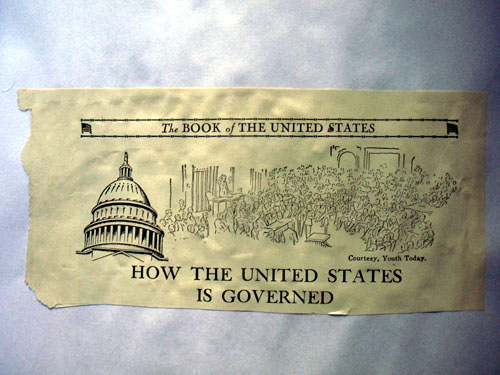 The BOOK of THE UNITED STATES
Courtesy, Youth Today.
HOW THE UNITED STATES
IS GOVERNED